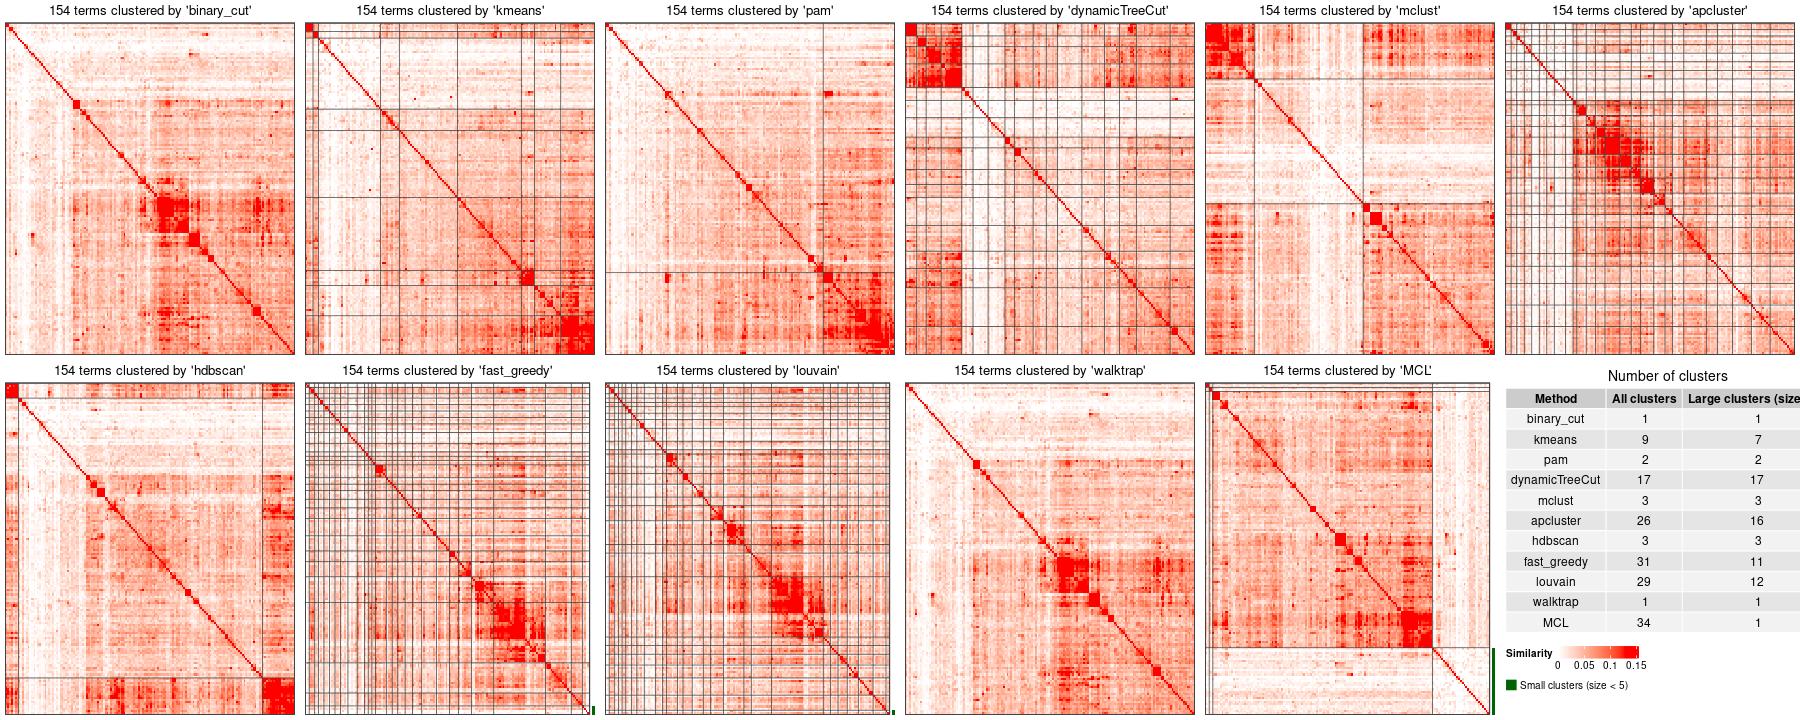 154 terms clustered by 'binary_cut'
154 terms clustered by 'kmeans'
154 terms clustered by 'pam'
154 terms clustered by 'dynamicTreeCut'
154 terms clustered by 'mclust'
154 terms clustered by 'apcluster'
154 terms clustered by 'hdbscan'
154 terms clustered by 'fast_greedy'
154 terms clustered by 'louvain'
154 terms clustered by 'walktrap'
154 terms clustered by 'MCL'
Number of clusters
Method All clusters Large clusters (size
binary_cut 1 1
kmeans 9 7
pam 2 2
dynamicTreeCut 17 17
mclust 3 3
apcluster 26 16
hdbscan 3 3
fast_greedy 31 11
louvain 29 12
walktrap 1 1
MCL 34 1
Similarity
0 0.05 0.1 0.15
Small clusters (size < 5)